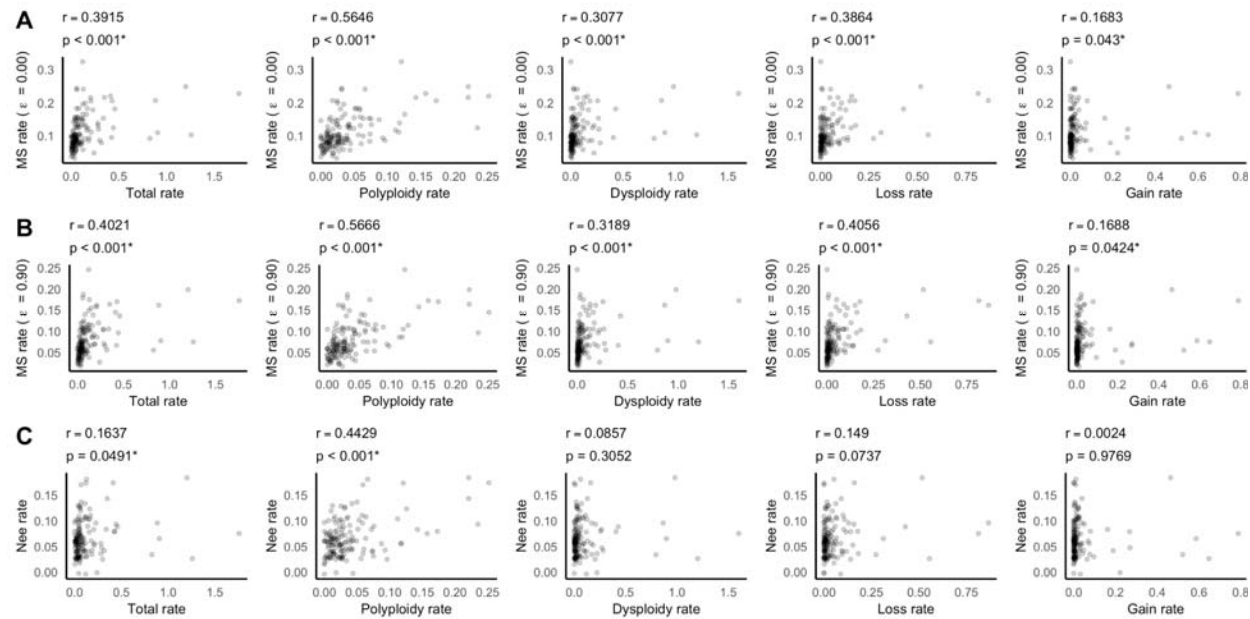 A
r = 0.3915
p < 0.001*
MS rate ( ε = 0.00)
0.3
0.2
0.1
0.0 0.5 1.0 1.5
Total rate
r = 0.5646
p < 0.001*
MS rate ( ε = 0.00)
0.3
0.2
0.1
0.00 0.05 0.10 0.15 0.20 0.25
Polyploidy rate
r = 0.3077
p < 0.001*
MS rate ( ε = 0.00)
0.3
0.2
0.1
0.0 0.5 1.0 1.5
Dysploidy rate
r = 0.3864
p < 0.001*
MS rate ( ε = 0.00)
0.3
0.2
0.1
0.00 0.25 0.50 0.75
Loss rate
r = 0.1683
p = 0.043*
MS rate ( ε = 0.00)
0.3
0.2
0.1
0.0 0.2 0.4 0.6 0.8
Gain rate
B
r = 0.4021
p < 0.001*
MS rate ( ε = 0.90)
0.25
0.20
0.15
0.10
0.05
0.0 0.5 1.0 1.5
Total rate
r = 0.5666
p < 0.001*
MS rate ( ε = 0.90)
0.25
0.20
0.15
0.10
0.05
0.00 0.05 0.10 0.15 0.20 0.25
Polyploidy rate
r = 0.3189
p < 0.001*
MS rate ( ε = 0.90)
0.25
0.20
0.15
0.10
0.05
0.0 0.5 1.0 1.5
Dysploidy rate
r = 0.4056
p < 0.001*
MS rate ( ε = 0.90)
0.25
0.20
0.15
0.10
0.05
0.00 0.25 0.50 0.75
Loss rate
r = 0.1688
p = 0.0424*
MS rate ( ε = 0.90)
0.25
0.20
0.15
0.10
0.05
0.0 0.2 0.4 0.6 0.8
Gain rate
C
r = 0.1637
p = 0.0491*
Nee rate
0.15
0.10
0.05
0.00
0.0 0.5 1.0 1.5
Total rate
r = 0.4429
p < 0.001*
Nee rate
0.15
0.10
0.05
0.00
0.00 0.05 0.10 0.15 0.20 0.25
Polyploidy rate
r = 0.0857
p = 0.3052
Nee rate
0.15
0.10
0.05
0.00
0.0 0.5 1.0 1.5
Dysploidy rate
r = 0.149
p = 0.0737
Nee rate
0.15
0.10
0.05
0.00
0.00 0.25 0.50 0.75
Loss rate
r = 0.0024
p = 0.9769
Nee rate
0.15
0.10
0.05
0.00
0.0 0.2 0.4 0.6 0.8
Gain rate